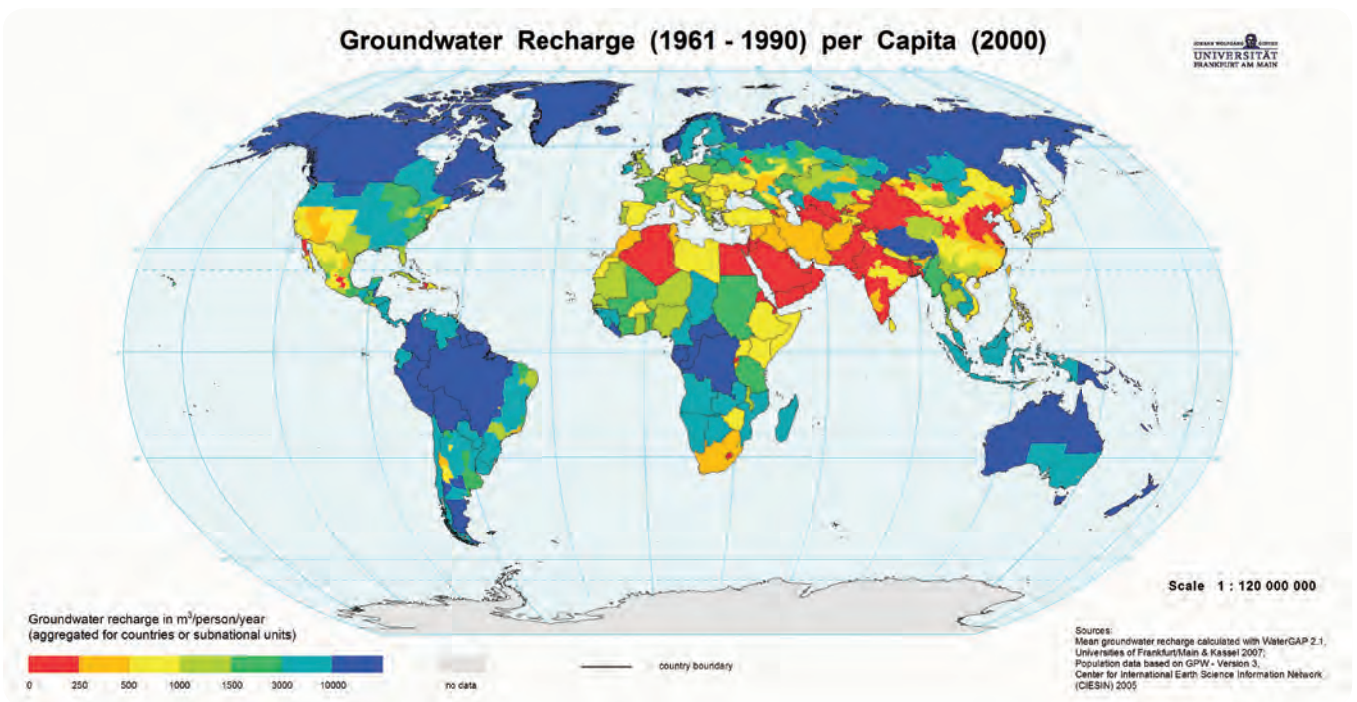 Groundwater Recharge (1961 - 1990) per Capita (2000)
JOHANN WOLFGANG GOETHE
UNIVERSITÄT
FRANKFURT AM MAIN
Scale 1 : 120 000 000
Groundwater recharge in m³/person/year
(aggregated for countries or subnational units)
0 250 500 1000 1500 3000 10000
no data
country boundary
Sources:
Mean groundwater recharge calculated with WaterGAP 2.1,
Universities of Frankfurt/Main & Kassel 2007;
Population data based on GPW - Version 3,
Center for International Earth Science Information Network
(CIESIN) 2005